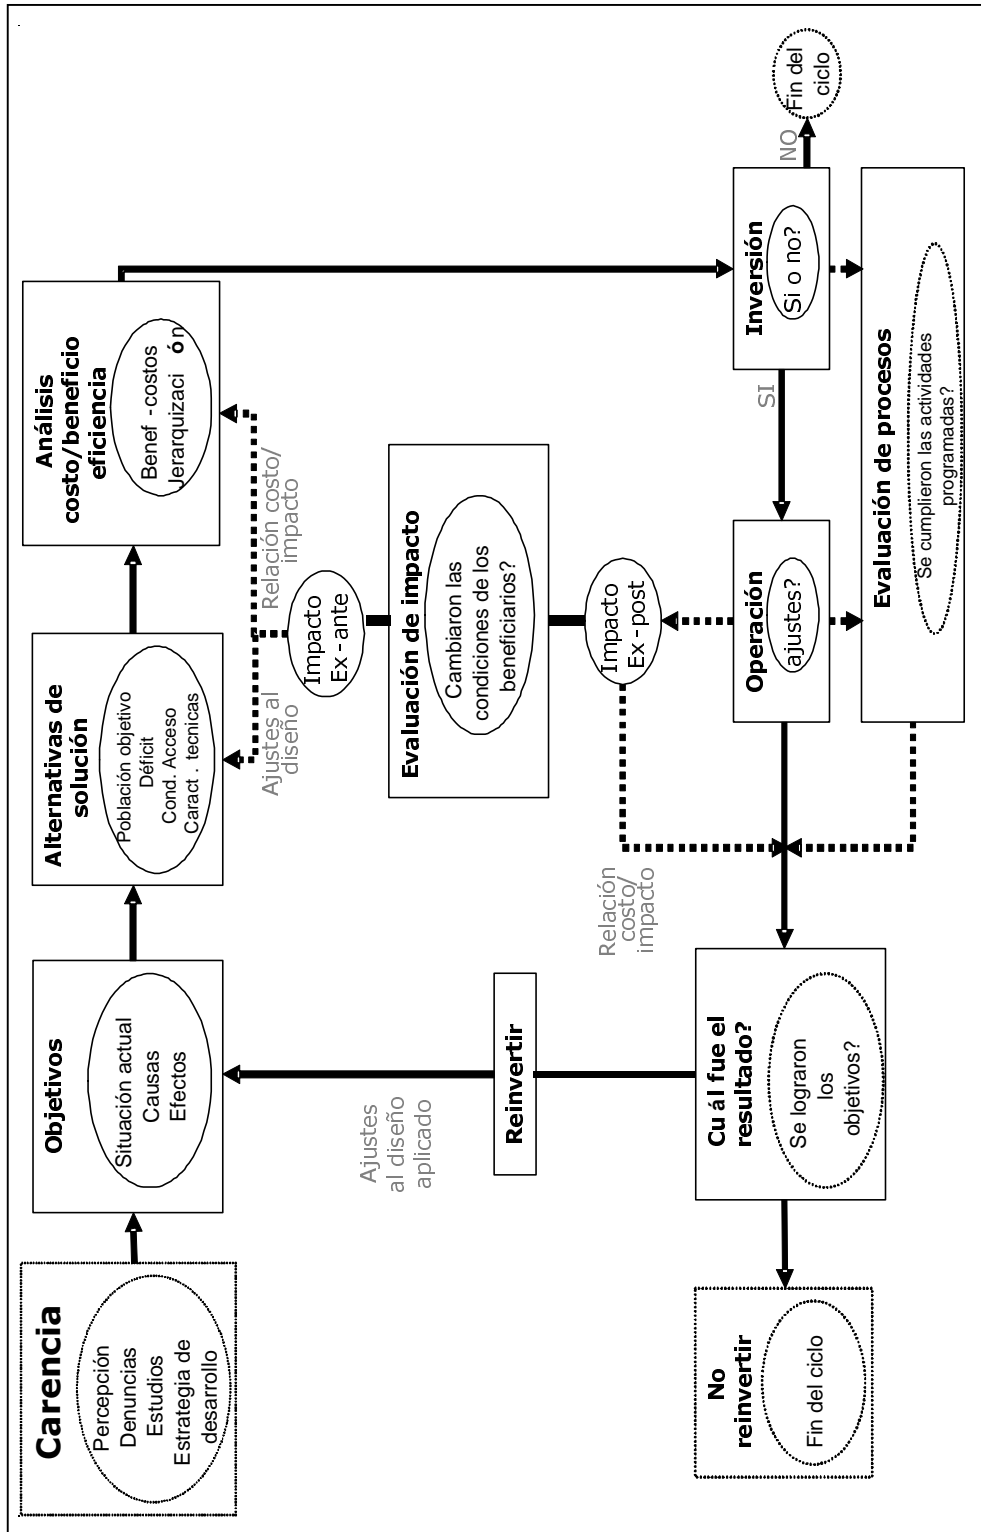 Carencia
Percepción
Denuncias
Estudios
Estrategia de
desarrollo
Objetivos
Situación actual
Causas
Efectos
Alternativas de
solución
Población objetivo
Déficit
Cond. Acceso
Caract . tecnicas
Análisis
costo/beneficio
eficiencia
Benef - costos
Jerarquizaci ón
Ajustes al
diseño
Relación costo/
impacto
Impacto
Ex - ante
Evaluación de impacto
Cambiaron las
condiciones de los
beneficiarios?
Impacto
Ex - post
Ajustes
al diseño
aplicado
Reinvertir
Relación
costo/
impacto
No
reinvertir
Fin del ciclo
Cu á l fue el
resultado?
Se lograron
los
objetivos?
Operación
ajustes?
SI
Inversión
Si o no?
NO
Fin del
ciclo
Evaluación de procesos
Se cumplieron las actividades
programadas?